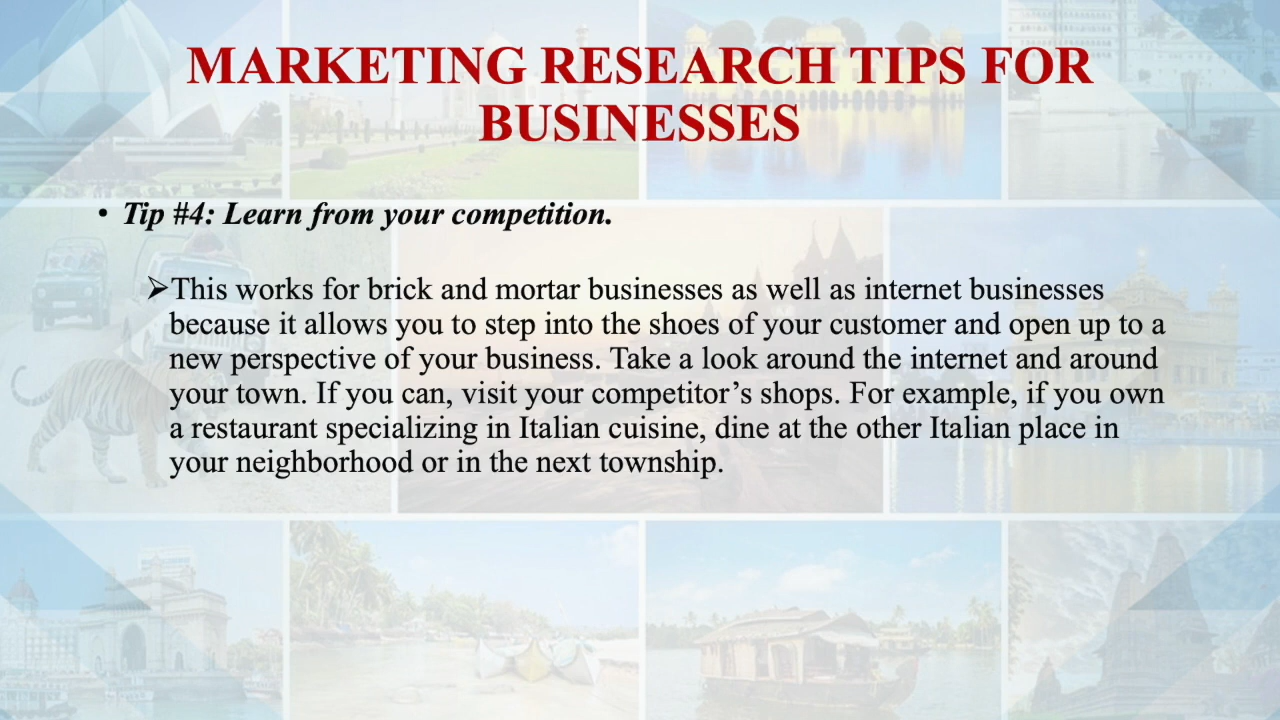 MARKETING RESEARCH TIPS FOR
BUSINESSES
• Tip #4: Learn from your competition.
➢This works for brick and mortar businesses as well as internet businesses
because it allows you to step into the shoes of your customer and open up to a
new perspective of your business. Take a look around the internet and around
your town. If you can, visit your competitor’s shops. For example, if you own
a restaurant specializing in Italian cuisine, dine at the other Italian place in
your neighborhood or in the next township.